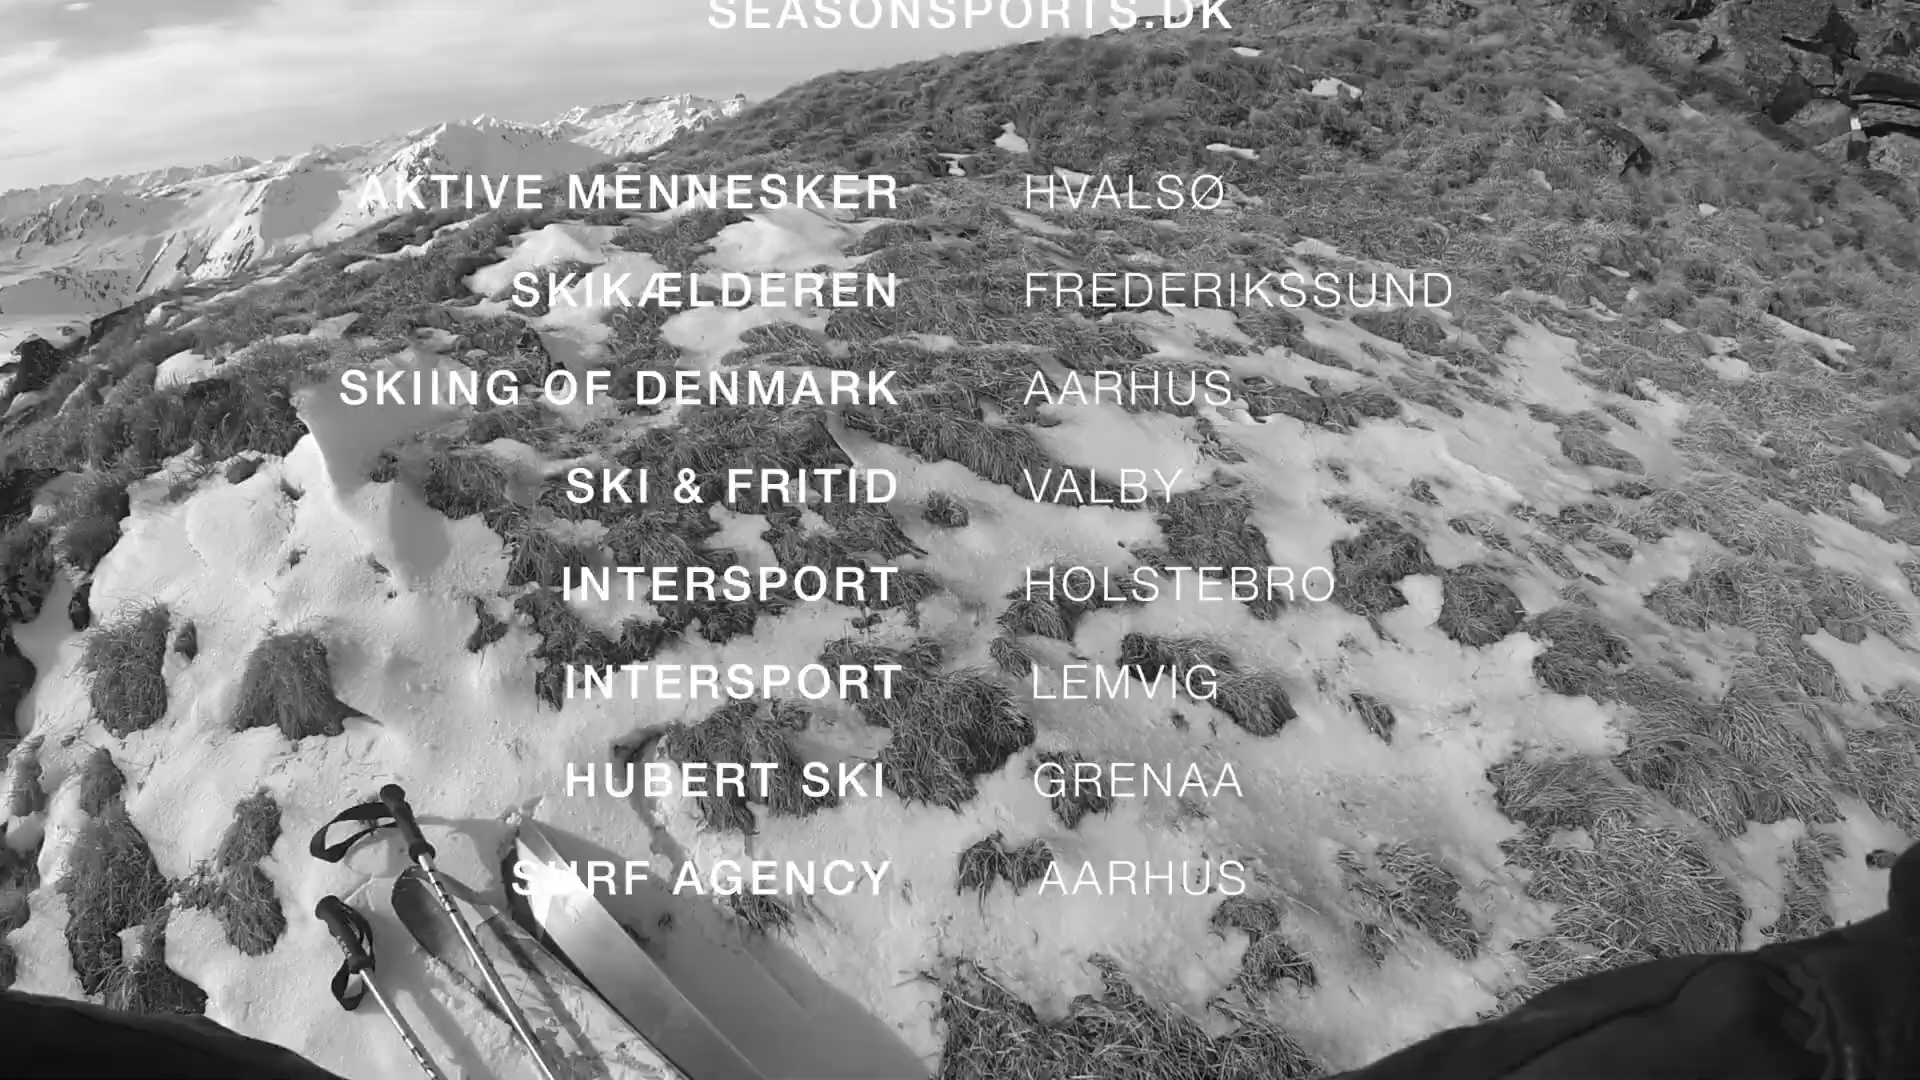 SEASONSPORTS.DK
AKTIVE MENNESKER HVALSØ
SKIKÆLDEREN FREDERIKSSUND
SKIING OF DENMARK AARHUS
SKI & FRITID VALBY
INTERSPORT HOLSTEBRO
INTERSPORT LEMVIG
HUBERT SKI GRENAA
SURF AGENCY AARHUS